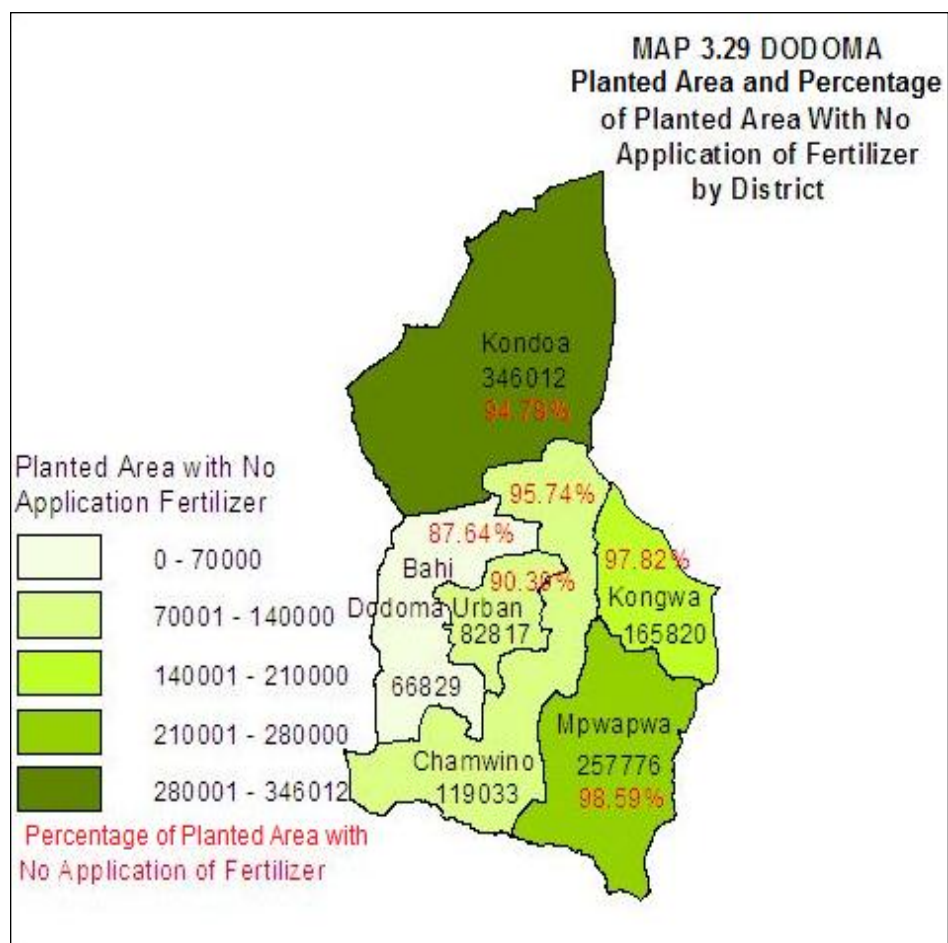 MAP 3.29 DODOMA
Planted Area and Percentage
of Planted Area With No
Application of Fertilizer
by District
Kondoa
346012
94.79%
95.74%
87.64%
Bahi
90.39%
Dodoma Urban
82817
97.82%
Kongwa
165820
66829
Mpwapwa
257776
98.59%
Chamwino
119033
Planted Area with No
Application Fertilizer
0 - 70000
70001 - 140000
140001 - 210000
210001 - 280000
280001 - 346012
Percentage of Planted Area with
No Application of Fertilizer